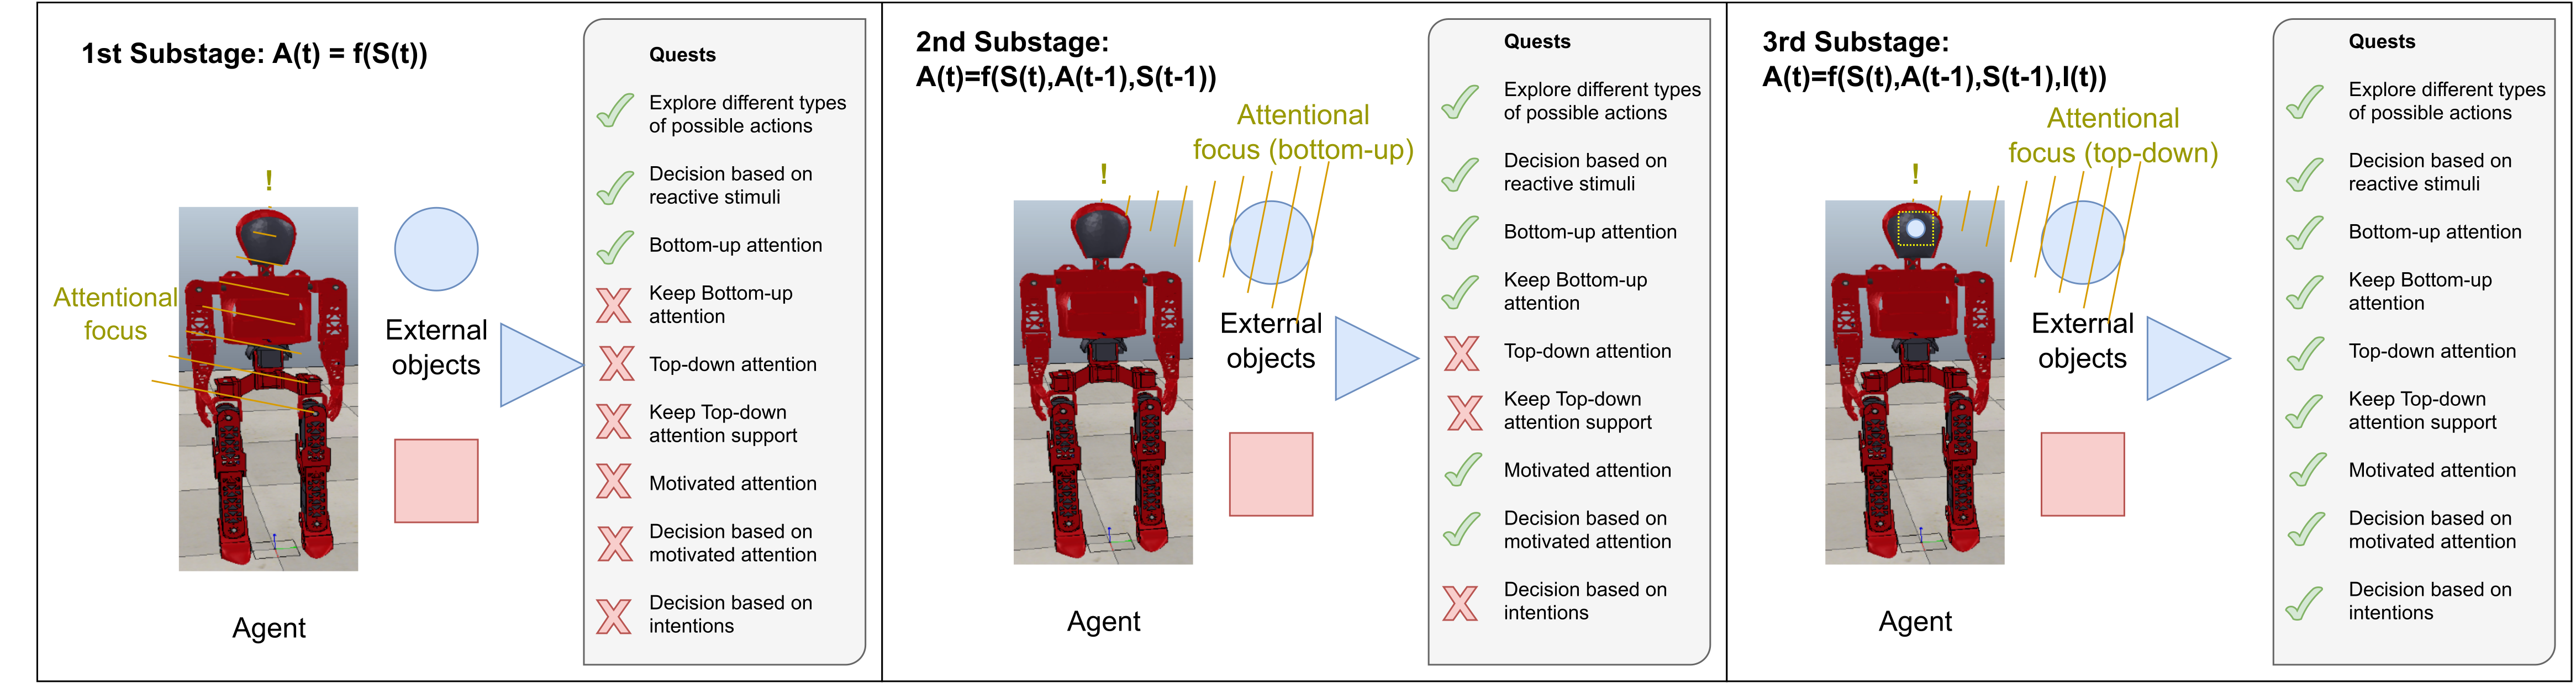 1st Substage: A(t) = f(S(t))
!
Attentional
focus
External
objects
Agent
Quests
Explore different types
of possible actions
Decision based on
reactive stimuli
Bottom-up attention
Keep Bottom-up
attention
Top-down attention
Keep Top-down
attention support
Motivated attention
Decision based on
motivated attention
Decision based on
intentions
2nd Substage:
A(t)=f(S(t),A(t-1),S(t-1))
Attentional
focus (bottom-up)
!
External
objects
Agent
Quests
Explore different types
of possible actions
Decision based on
reactive stimuli
Bottom-up attention
Keep Bottom-up
attention
Top-down attention
Keep Top-down
attention support
Motivated attention
Decision based on
motivated attention
Decision based on
intentions
3rd Substage:
A(t)=f(S(t),A(t-1),S(t-1),I(t))
Attentional
focus (top-down)
!
External
objects
Agent
Quests
Explore different types
of possible actions
Decision based on
reactive stimuli
Bottom-up attention
Keep Bottom-up
attention
Top-down attention
Keep Top-down
attention support
Motivated attention
Decision based on
motivated attention
Decision based on
intentions